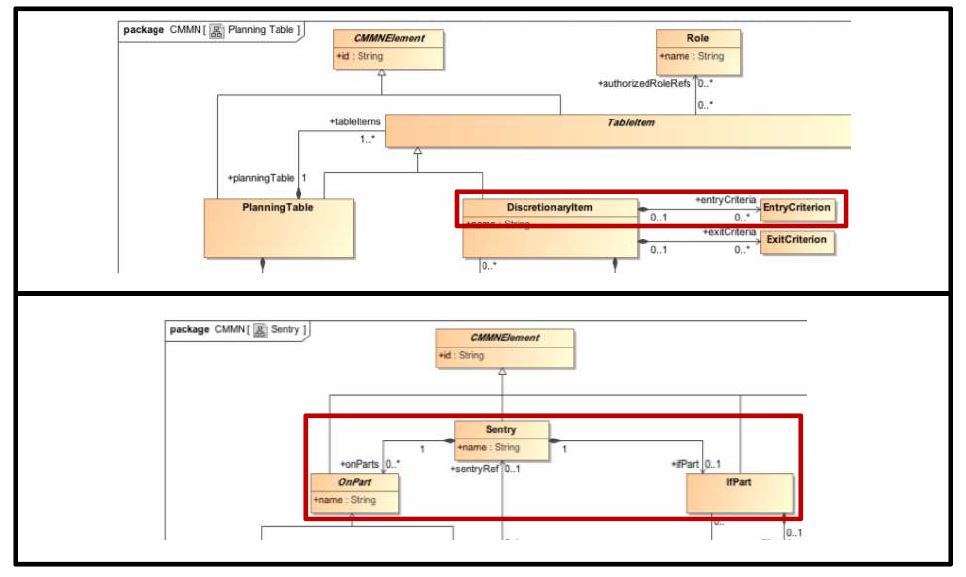 package CMMN [ Planning Table ]
CMMNElement
+id : String
Role
+name : String
+authorizedRoleRefs 0..*
0..*
+tableItems
1..*
TableItem
+planningTable 1
PlanningTable
DiscretionaryItem
+name : String
+entryCriteria
0..1 0..*
EntryCriterion
+exitCriteria
0..1 0..*
ExitCriterion
0..*
package CMMN [ Sentry ]
CMMNElement
+id : String
Sentry
+name : String
1
1
+onParts 0..*
+sentryRef 0..1
+ifPart 0..1
OnPart
+name : String
IfPart
0..1